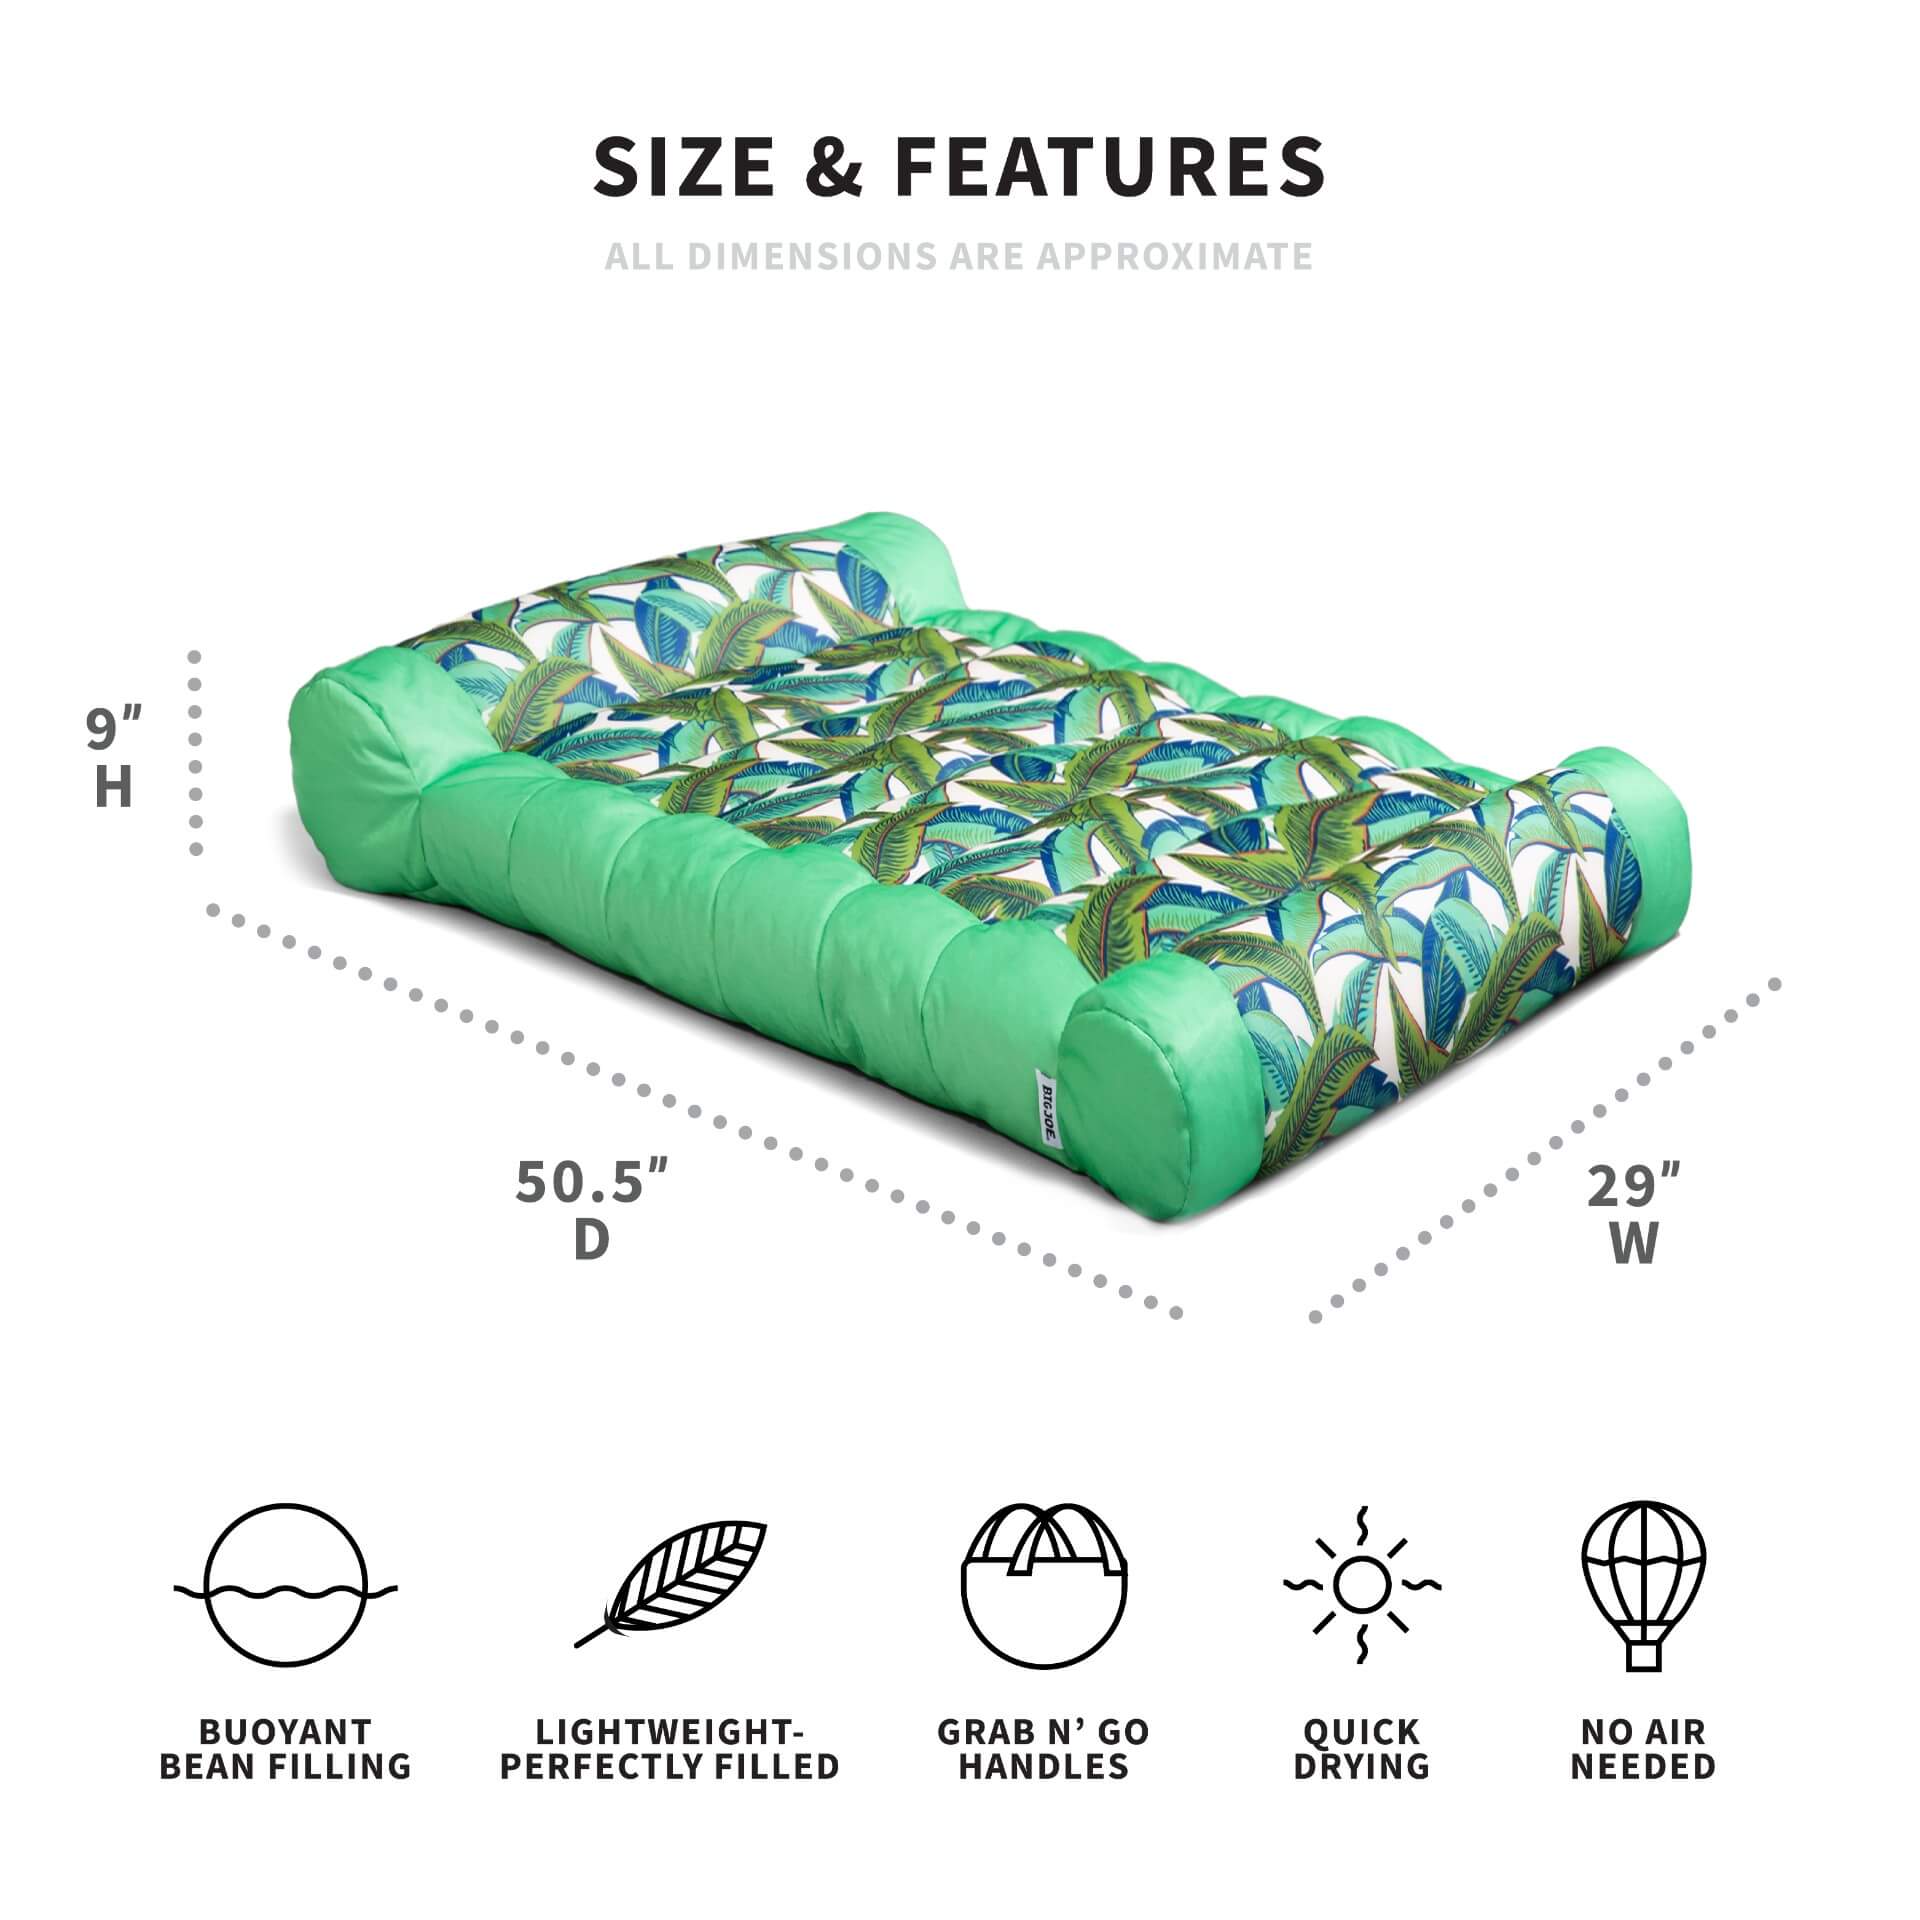 SIZE & FEATURES
ALL DIMENSIONS ARE APPROXIMATE
9"
H
50.5"
D
29"
W
BIG JOE
BUOYANT
BEAN FILLING
LIGHTWEIGHT-
PERFECTLY FILLED
GRAB N’ GO
HANDLES
QUICK
DRYING
NO AIR
NEEDED